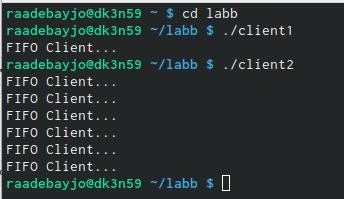 raadebayjo@dk3n59 ~ $ cd labb
raadebayjo@dk3n59 ~/labb $ ./client1
FIFO Client...
raadebayjo@dk3n59 ~/labb $ ./client2
FIFO Client...
FIFO Client...
FIFO Client...
FIFO Client...
FIFO Client...
FIFO Client...
raadebayjo@dk3n59 ~/labb $